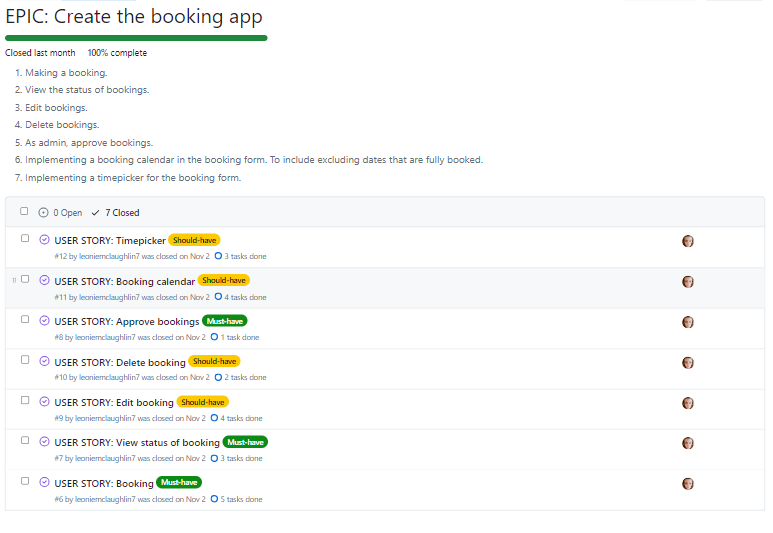 EPIC: Create the booking app
Closed last month 100% complete
1. Making a booking.
2. View the status of bookings.
3. Edit bookings.
4. Delete bookings.
5. As admin, approve bookings.
6. Implementing a booking calendar in the booking form. To include excluding dates that are fully booked.
7. Implementing a timepicker for the booking form.
0 Open 7 Closed
USER STORY: Timepicker Should-have
#12 by leoniemclaughlin7 was closed on Nov 2 3 tasks done
USER STORY: Booking calendar Should-have
#11 by leoniemclaughlin7 was closed on Nov 2 4 tasks done
USER STORY: Approve bookings Must-have
#8 by leoniemclaughlin7 was closed on Nov 2 1 task done
USER STORY: Delete booking Should-have
#10 by leoniemclaughlin7 was closed on Nov 2 2 tasks done
USER STORY: Edit booking Should-have
#9 by leoniemclaughlin7 was closed on Nov 2 4 tasks done
USER STORY: View status of booking Must-have
#7 by leoniemclaughlin7 was closed on Nov 2 3 tasks done
USER STORY: Booking Must-have
#6 by leoniemclaughlin7 was closed on Nov 2 5 tasks done